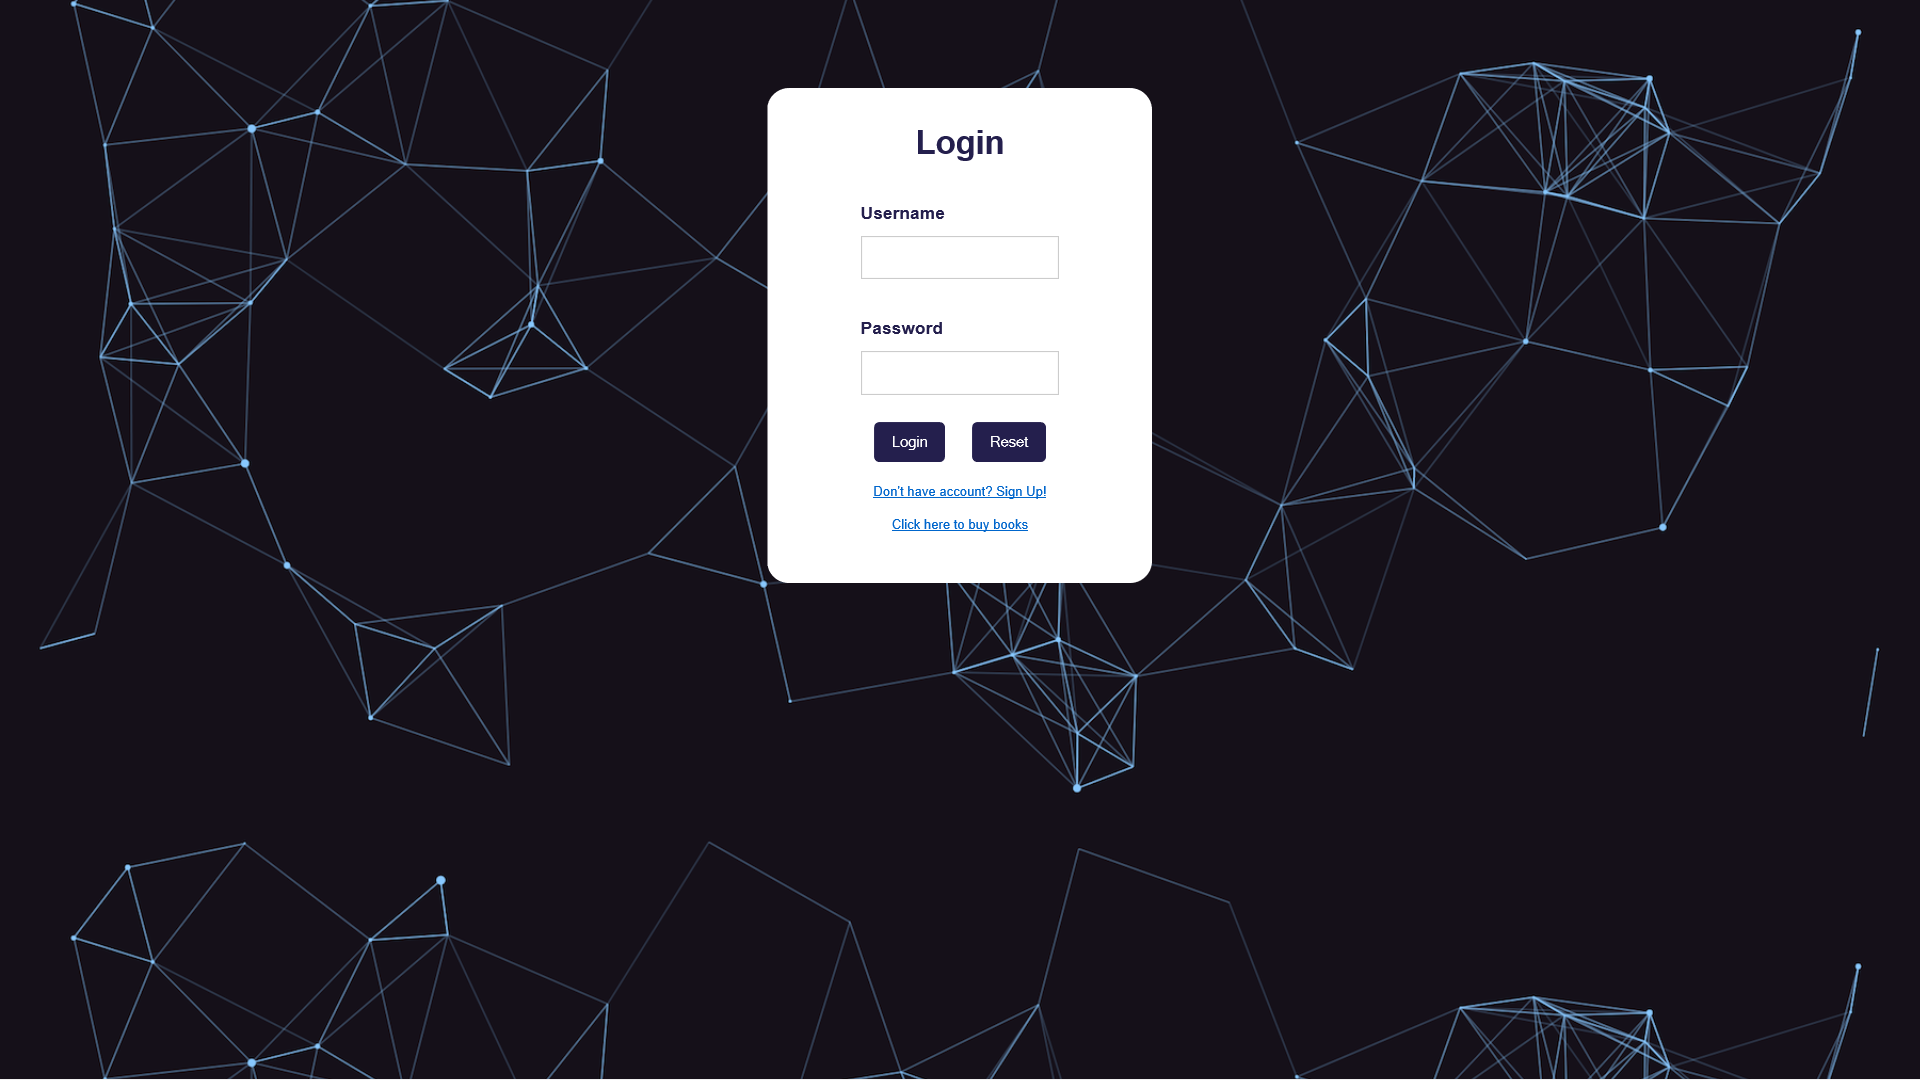 Login
Username
Password
Login Reset
Don't have account? Sign Up!
Click here to buy books